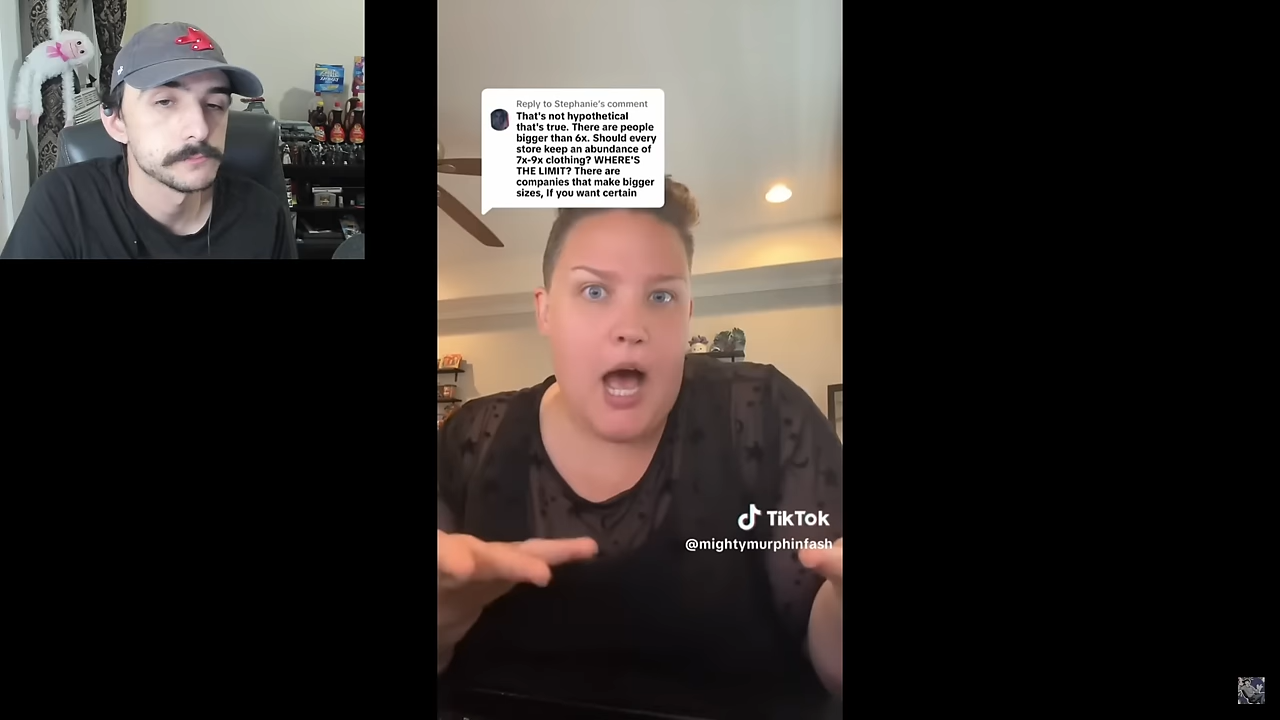 Reply to Stephanie's comment
That's not hypothetical
that's true. There are people
bigger than 6x. Should every
store keep an abundance of
7x-9x clothing? WHERE'S
THE LIMIT? There are
companies that make bigger
sizes, If you want certain
TikTok
@mightymurphinfash